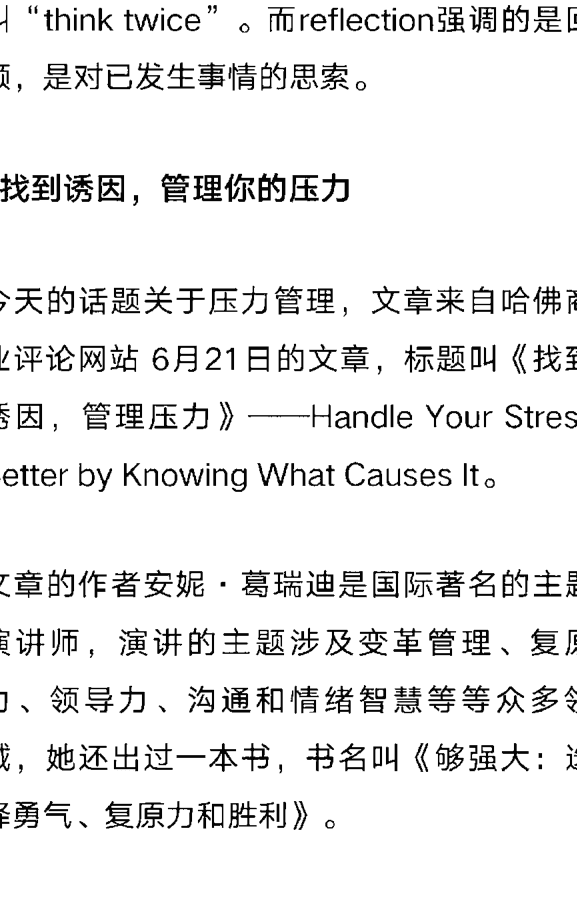 “think twice”。而reflection强调的是回
顾，是对已发生事情的思索。
找到诱因，管理你的压力
今天的话题关于压力管理，文章来自哈佛商
业评论网站 6月21日的文章，标题叫《找到
诱因，管理压力》——Handle Your Stres
etter by Knowing What Causes It。
文章的作者安妮·葛瑞迪是国际著名的主题
演讲师，演讲的主题涉及变革管理、复原
力、领导力、沟通和情绪智慧等等众多领
域，她还出过一本书，书名叫《够强大：选
择勇气、复原力和胜利》。